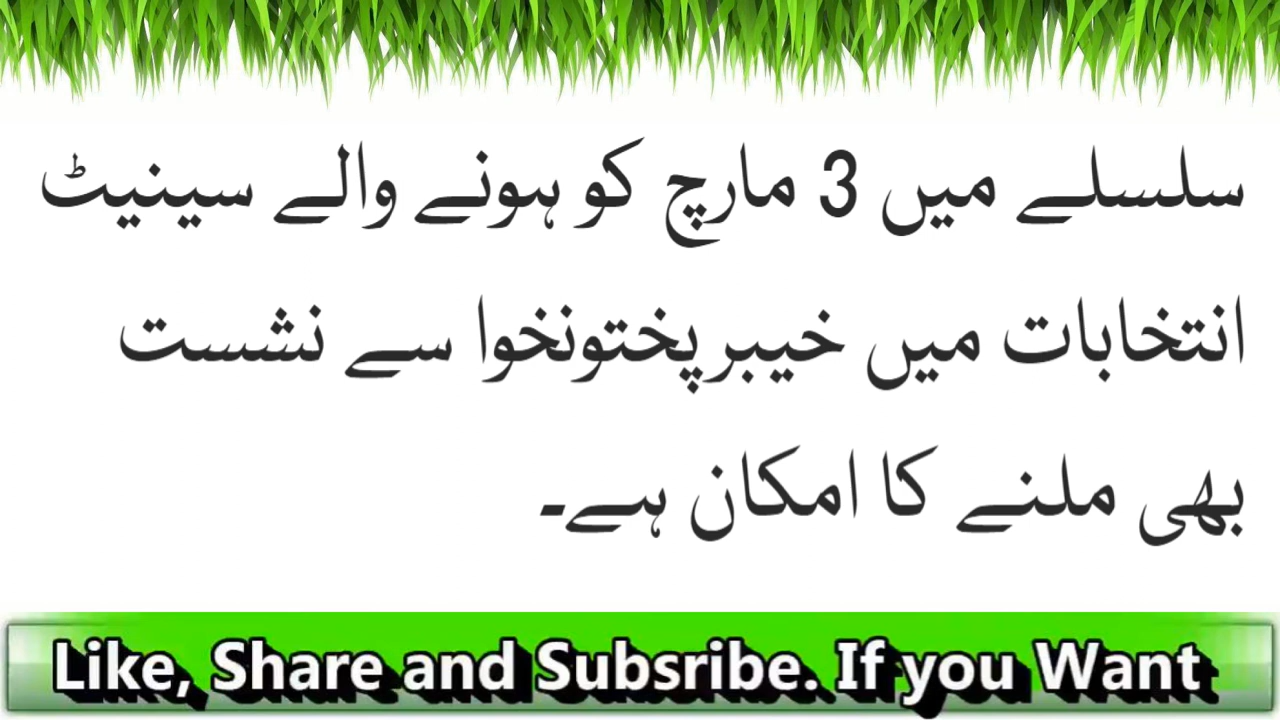 سلسلے میں 3 مارچ کو ہونے والے سینیٹ
انتخابات میں خیبرپختونخوا سے نشست
بھی ملنے کا امکان ہے۔
Like, Share and Subsribe. If you Want